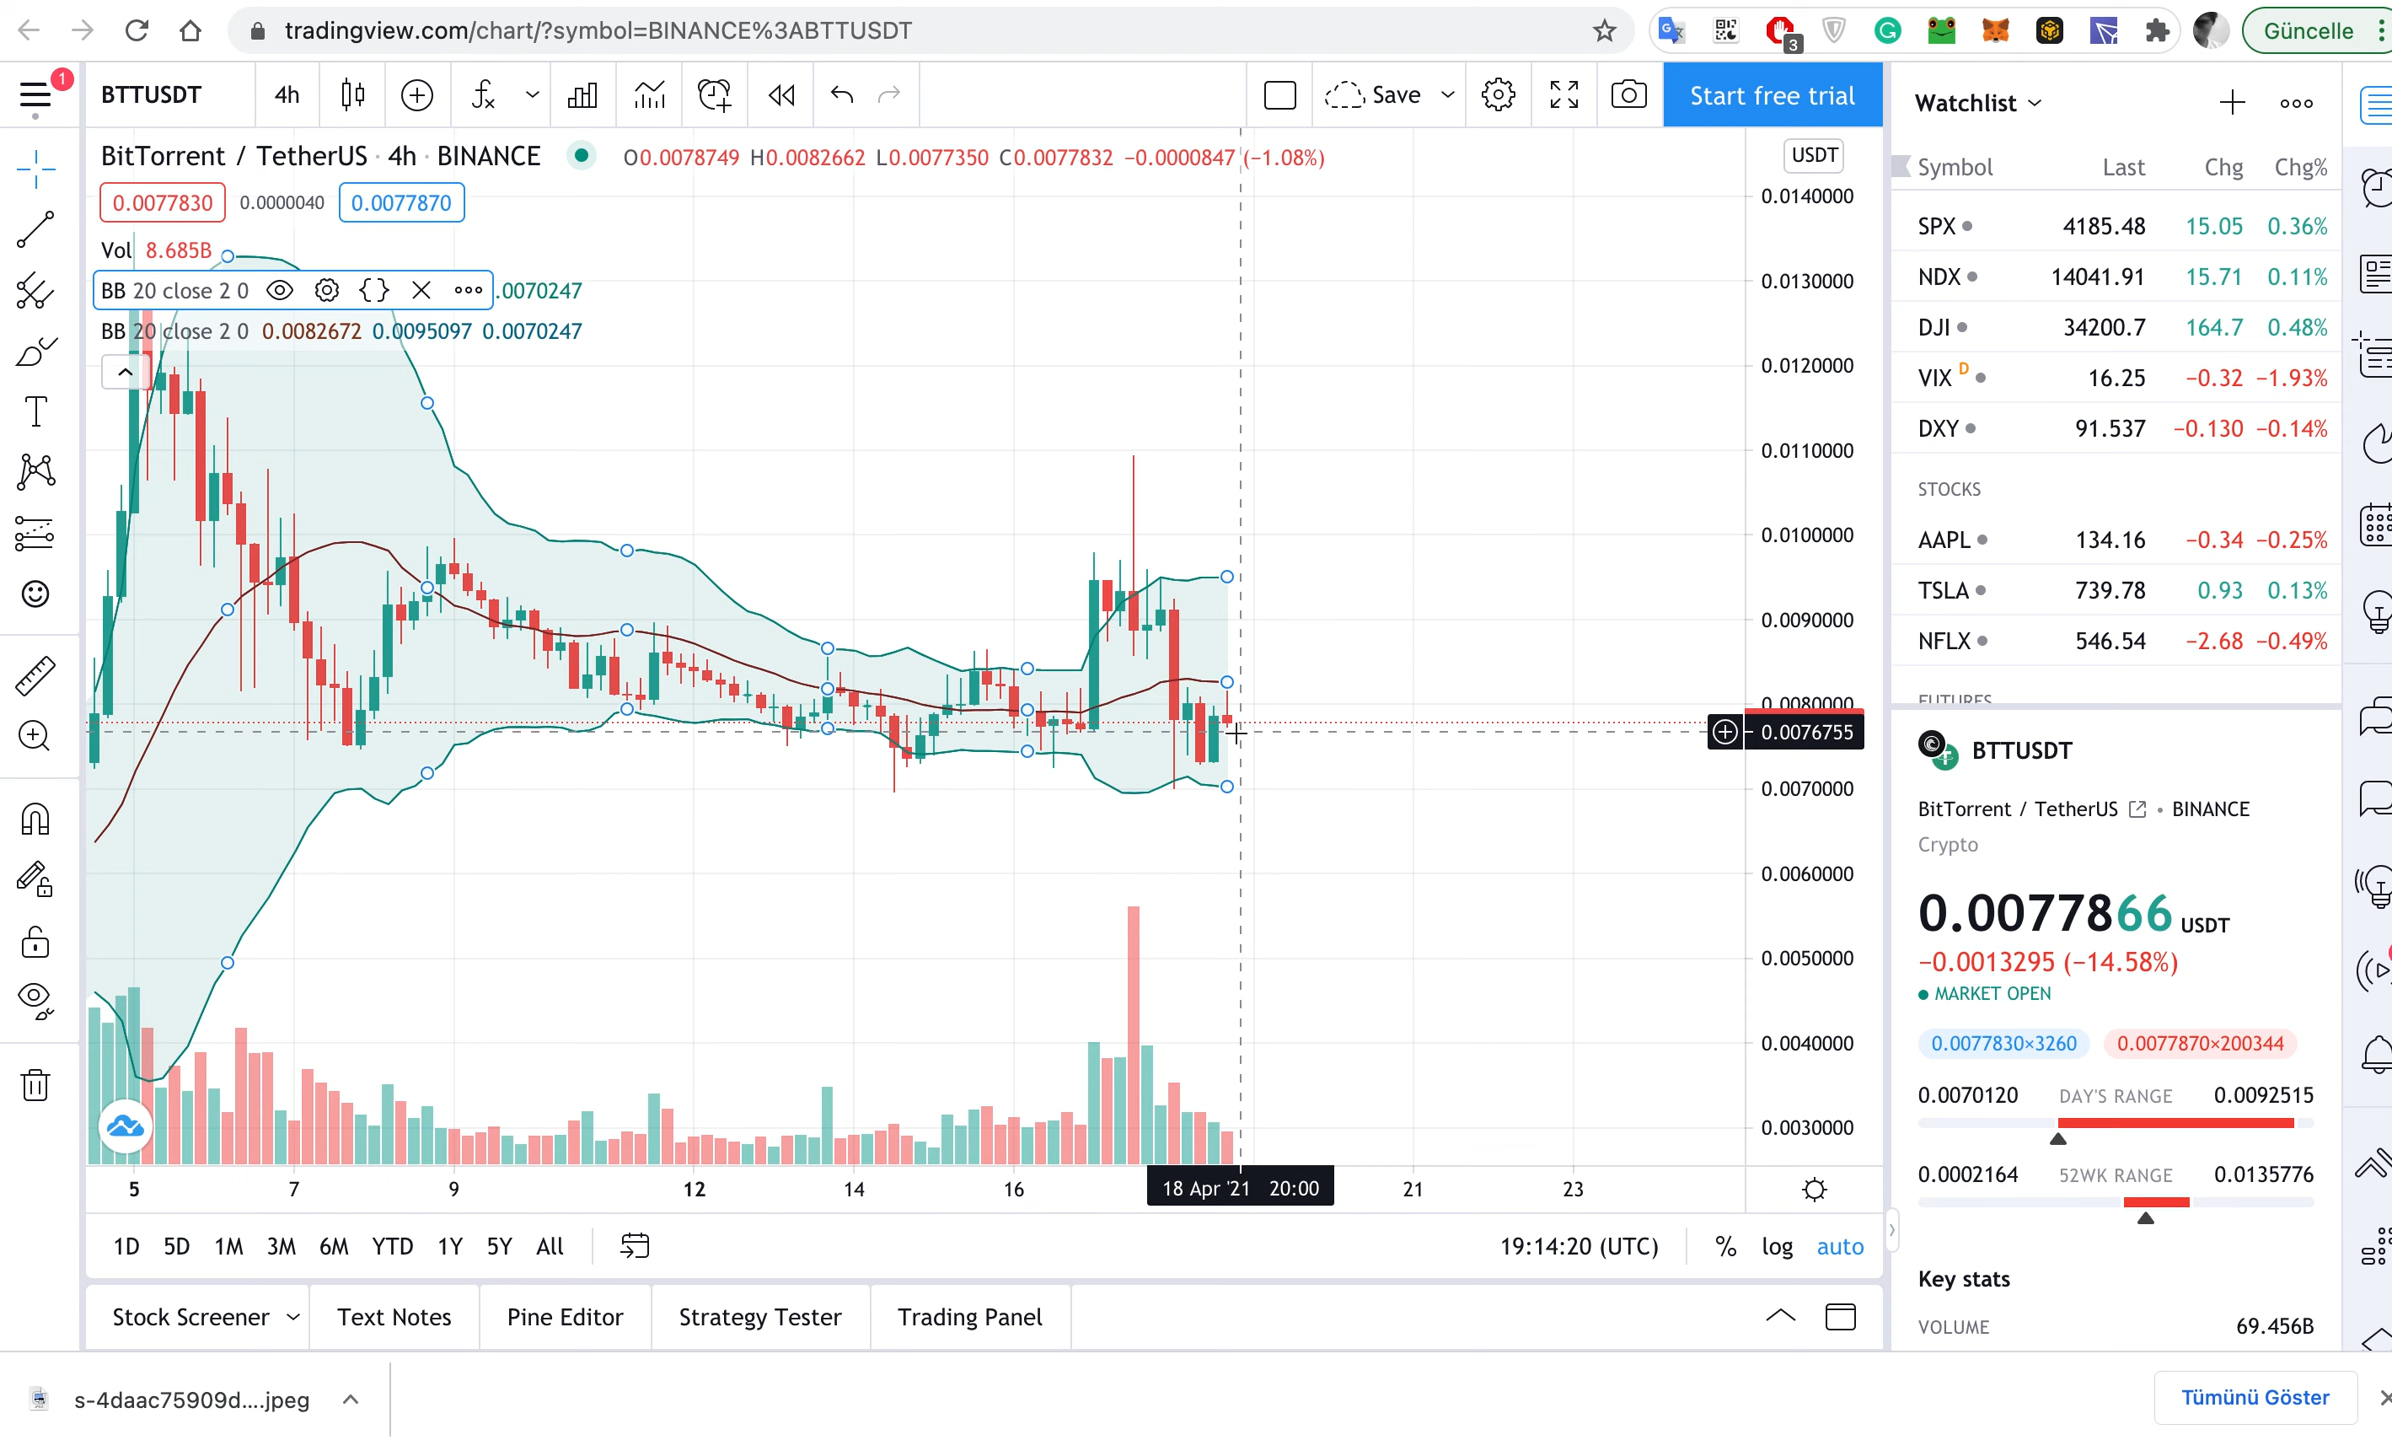 tradingview.com/chart/?symbol=BINANCE%3ABTTUSDT
3
Güncelle
1
BTTUSDT
4h
Save
Start free trial
Watchlist
BitTorrent / TetherUS · 4h · BINANCE
O0.0078749 H0.0082662 L0.0077350 C0.0077832 −0.0000847 (−1.08%)
USDT
0.0077830 0.0000040 0.0077870
Vol 8.685B
BB 20 close 2 0 .0070247
BB 20 close 2 0 0.0082672 0.0095097 0.0070247
0.0140000
0.0130000
0.0120000
0.0110000
0.0100000
0.0090000
0.0080000
0.0076755
0.0070000
0.0060000
0.0050000
0.0040000
0.0030000
5 7 9 12 14 16 18 Apr '21 20:00 21 23
1D 5D 1M 3M 6M YTD 1Y 5Y All
19:14:20 (UTC) % log auto
Stock Screener Text Notes Pine Editor Strategy Tester Trading Panel
Symbol Last Chg Chg%
SPX 4185.48 15.05 0.36%
NDX 14041.91 15.71 0.11%
DJI 34200.7 164.7 0.48%
VIX D 16.25 −0.32 −1.93%
DXY 91.537 −0.130 −0.14%
STOCKS
AAPL 134.16 −0.34 −0.25%
TSLA 739.78 0.93 0.13%
NFLX 546.54 −2.68 −0.49%
FUTURES
BTTUSDT
BitTorrent / TetherUS • BINANCE
Crypto
0.0077866 USDT
−0.0013295 (−14.58%)
MARKET OPEN
0.0077830×3260 0.0077870×200344
0.0070120 DAY'S RANGE 0.0092515
0.0002164 52WK RANGE 0.0135776
Key stats
VOLUME 69.456B
s-4daac75909d....jpeg
Tümünü Göster